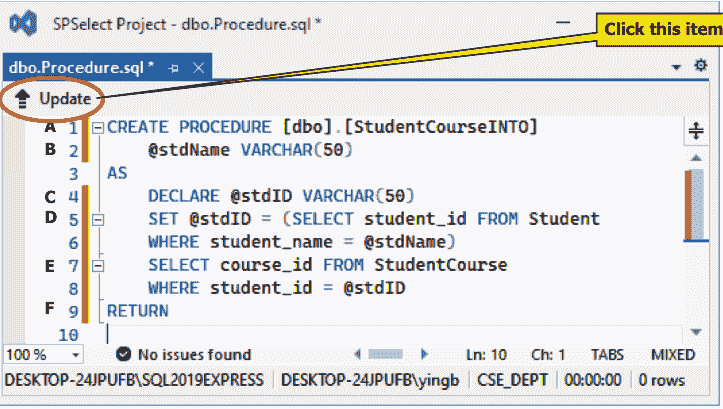 SPSelect Project - dbo.Procedure.sql *
Click this item
dbo.Procedure.sql *
Update
A 1 CREATE PROCEDURE [dbo].[StudentCourseINTO]
B 2 @stdName VARCHAR(50)
3 AS
C 4 DECLARE @stdID VARCHAR(50)
D 5 SET @stdID = (SELECT student_id FROM Student
6 WHERE student_name = @stdName)
E 7 SELECT course_id FROM StudentCourse
8 WHERE student_id = @stdID
F 9 RETURN
10
100 % No issues found Ln: 10 Ch: 1 TABS MIXED
DESKTOP-24JPUFB\SQL2019EXPRESS DESKTOP-24JPUFB\yingb CSE_DEPT 00:00:00 0 rows